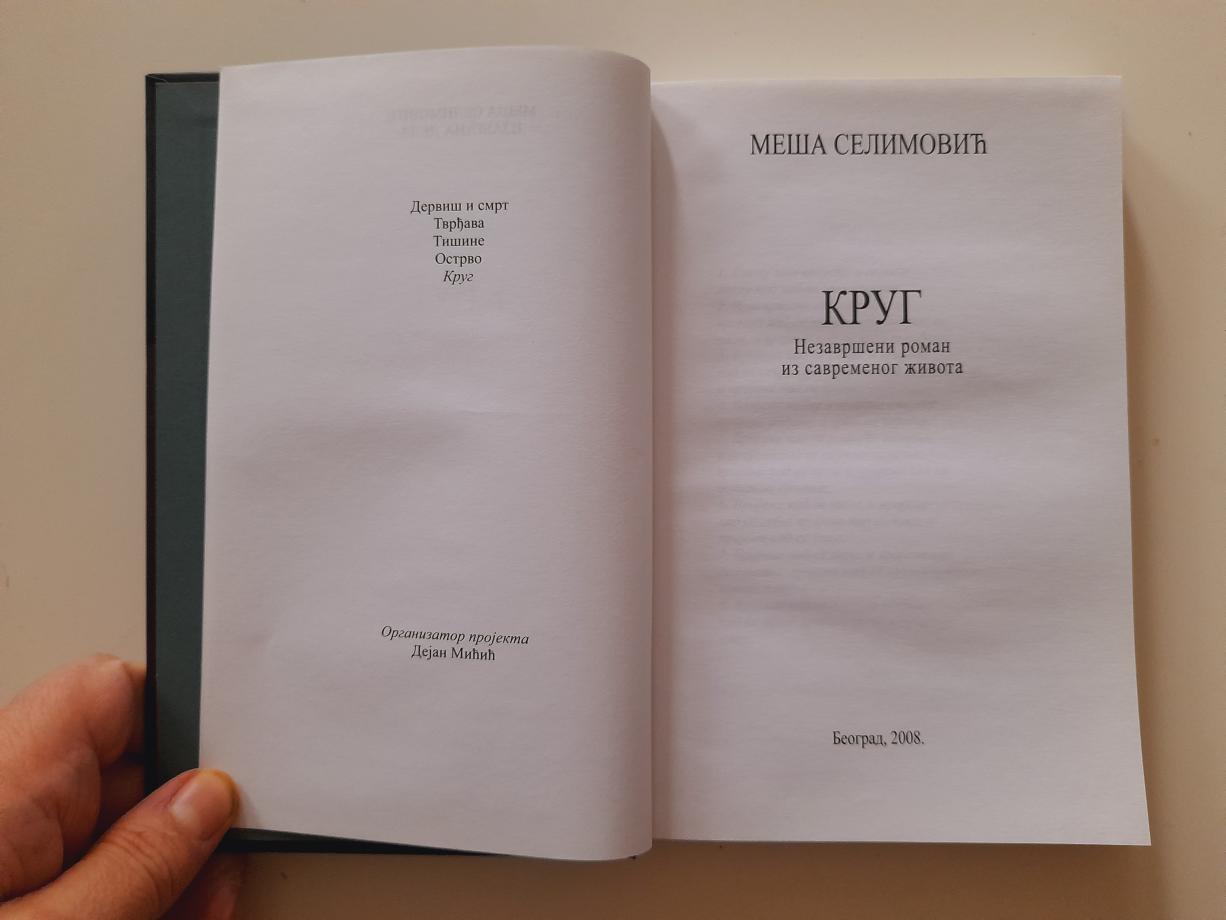 Дервиш и смрт
Тврђава
Тишине
Острво
Круг
Организатор пројекта
Дејан Мићић
МЕША СЕЛИМОВИЋ
КРУГ
Незавршени роман
из савременог живота
Београд, 2008.